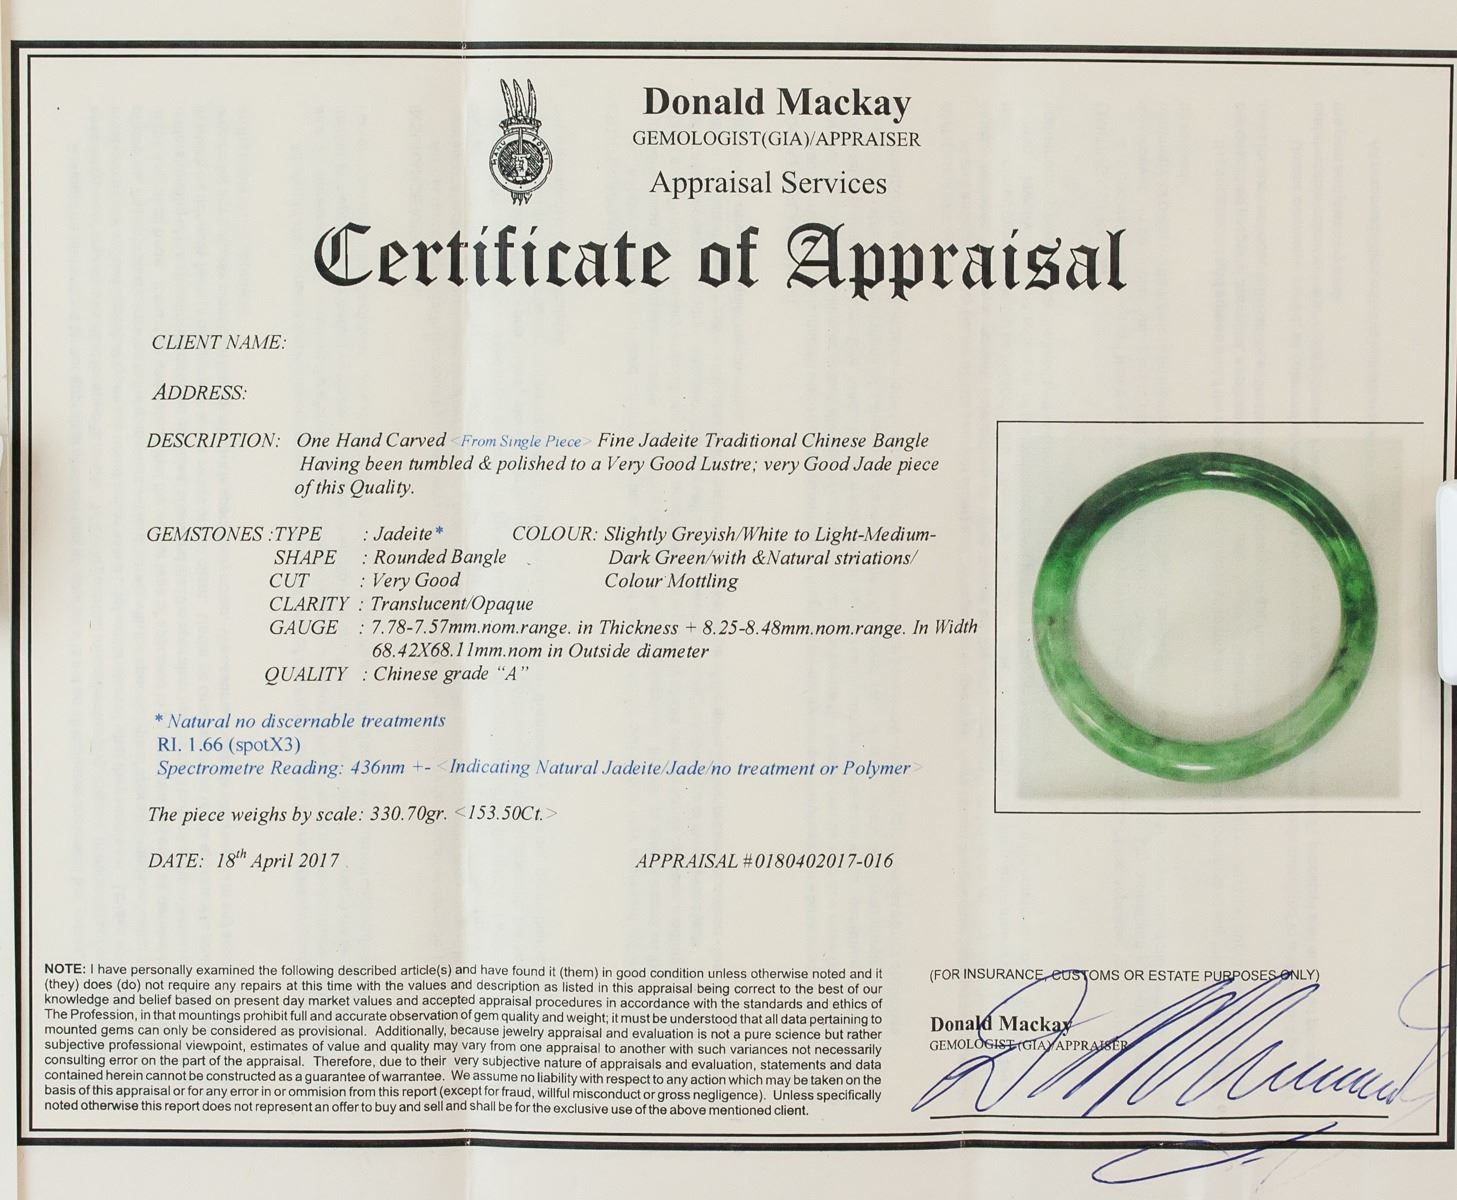 Donald Mackay
GEMOLOGIST(GIA)/APPRAISER
Appraisal Services
Certificate of Appraisal
CLIENT NAME:
ADDRESS:
DESCRIPTION: One Hand Carved <From Single Piece> Fine Jadeite Traditional Chinese Bangle
Having been tumbled & polished to a Very Good Lustre; very Good Jade piece
of this Quality.
GEMSTONES :TYPE : Jadeite* COLOUR: Slightly Greyish/White to Light-Medium-
SHAPE : Rounded Bangle Dark Green/with &Natural striations/
CUT : Very Good Colour Mottling
CLARITY : Translucent/Opaque
GAUGE : 7.78-7.57mm.nom.range. in Thickness + 8.25-8.48mm.nom.range. In Width
68.42X68.11mm.nom in Outside diameter
QUALITY : Chinese grade "A"
* Natural no discernable treatments
RI. 1.66 (spotX3)
Spectrometre Reading: 436nm +- <Indicating Natural Jadeite/Jade/no treatment or Polymer>
The piece weighs by scale: 330.70gr. <153.50Ct.>
DATE: 18th April 2017 APPRAISAL #0180402017-016
NOTE: I have personally examined the following described article(s) and have found it (them) in good condition unless otherwise noted and it
(they) does (do) not require any repairs at this time with the values and description as listed in this appraisal being correct to the best of our
knowledge and belief based on present day market values and accepted appraisal procedures in accordance with the standards and ethics of
The Profession, in that mountings prohibit full and accurate observation of gem quality and weight; it must be understood that all data pertaining to
mounted gems can only be considered as provisional. Additionally, because jewelry appraisal and evaluation is not a pure science but rather
subjective professional viewpoint, estimates of value and quality may vary from one appraisal to another with such variances not necessarily
consulting error on the part of the appraisal. Therefore, due to their very subjective nature of appraisals and evaluation, statements and data
contained herein cannot be constructed as a guarantee of warrantee. We assume no liability with respect to any action which may be taken on the
basis of this appraisal or for any error in or ommision from this report (except for fraud, willful misconduct or gross negligence). Unless specifically
noted otherwise this report does not represent an offer to buy and sell and shall be for the exclusive use of the above mentioned client.
(FOR INSURANCE, CUSTOMS OR ESTATE PURPOSES ONLY)
Donald Mackay
GEMOLOGIST (GIA)/APPRAISER